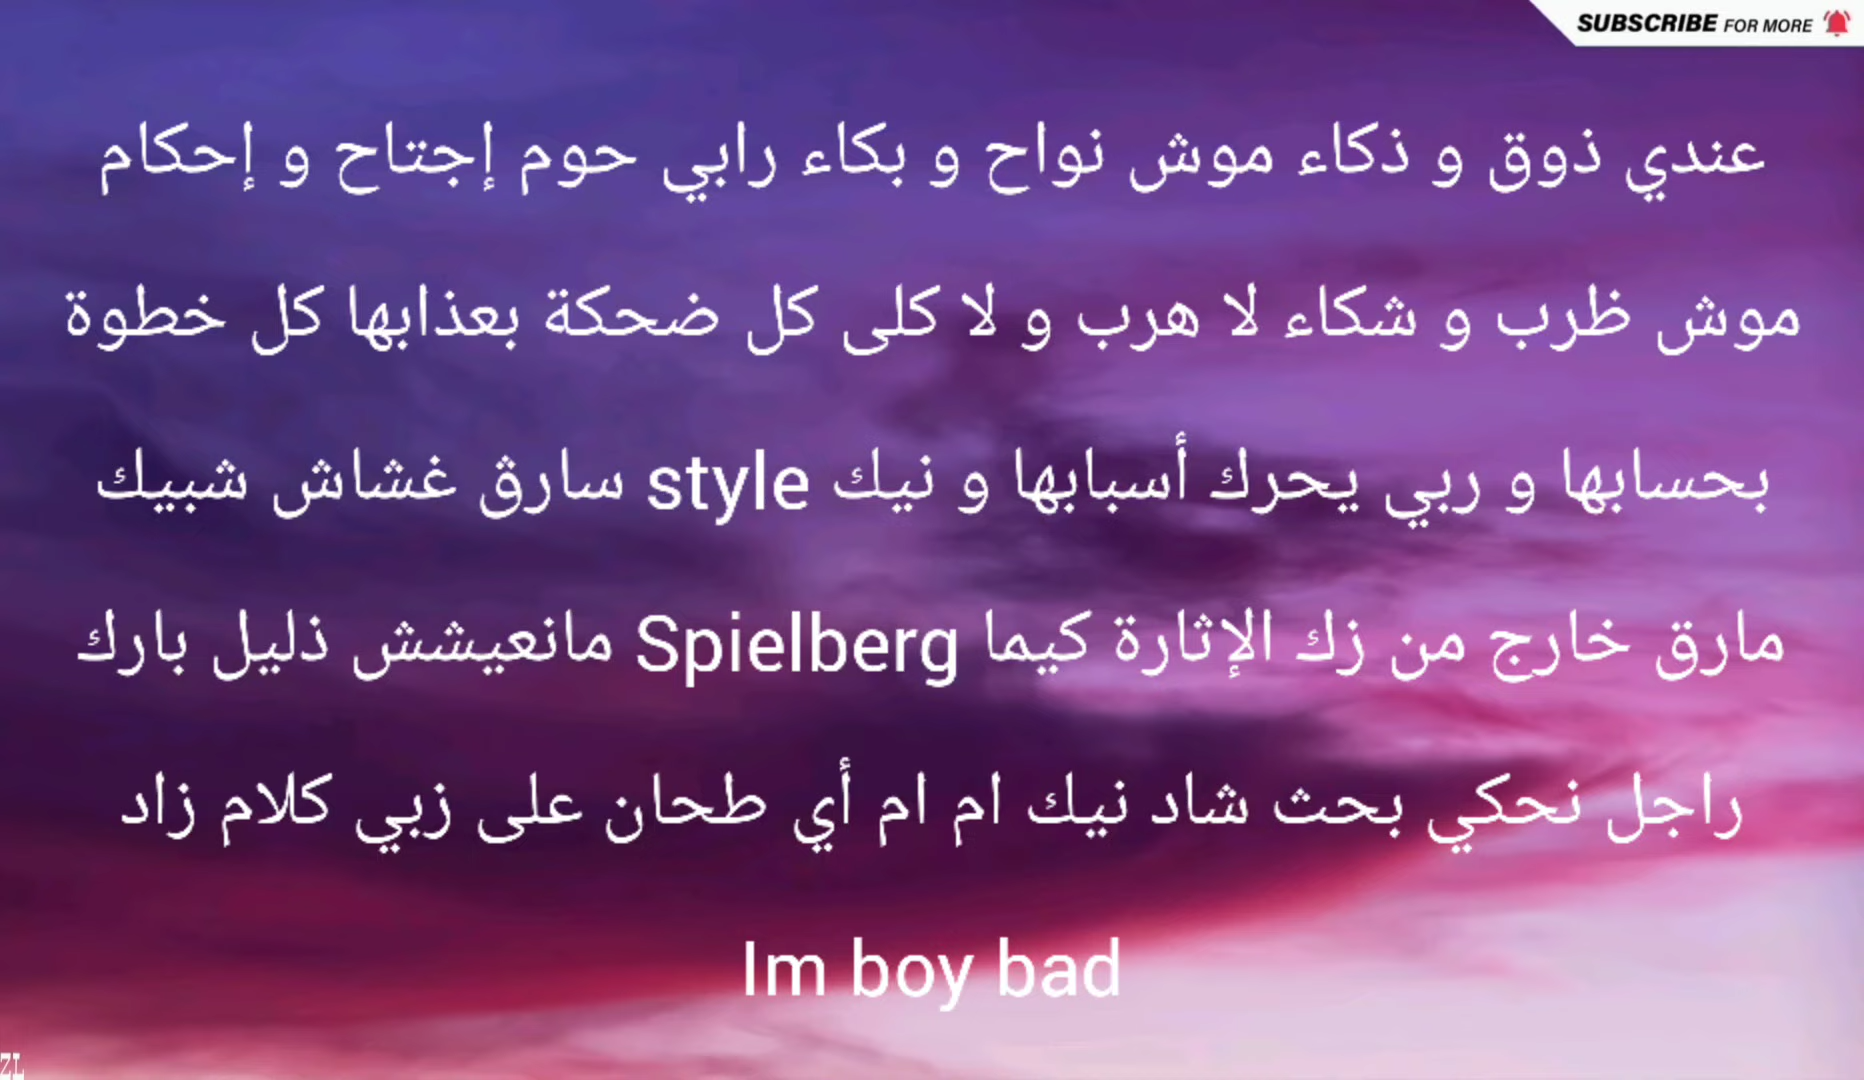 SUBSCRIBE FOR MORE
عندي ذوق و ذكاء موش نواح و بكاء رابي حوم إجتاح و إحكام
موش ظرب و شكاء لا هرب و لا كلى كل ضحكة بعذابها كل خطوة
بحسابها و ربي يحرك أسبابها و نيك style سارق غشاش شبيك
مارق خارج من زك الإثارة كيما Spielberg مانعيشش ذليل بارك
راجل نحكي بحث شاد نيك ام ام أي طحان على زبي كلام زاد
Im boy bad
ZL